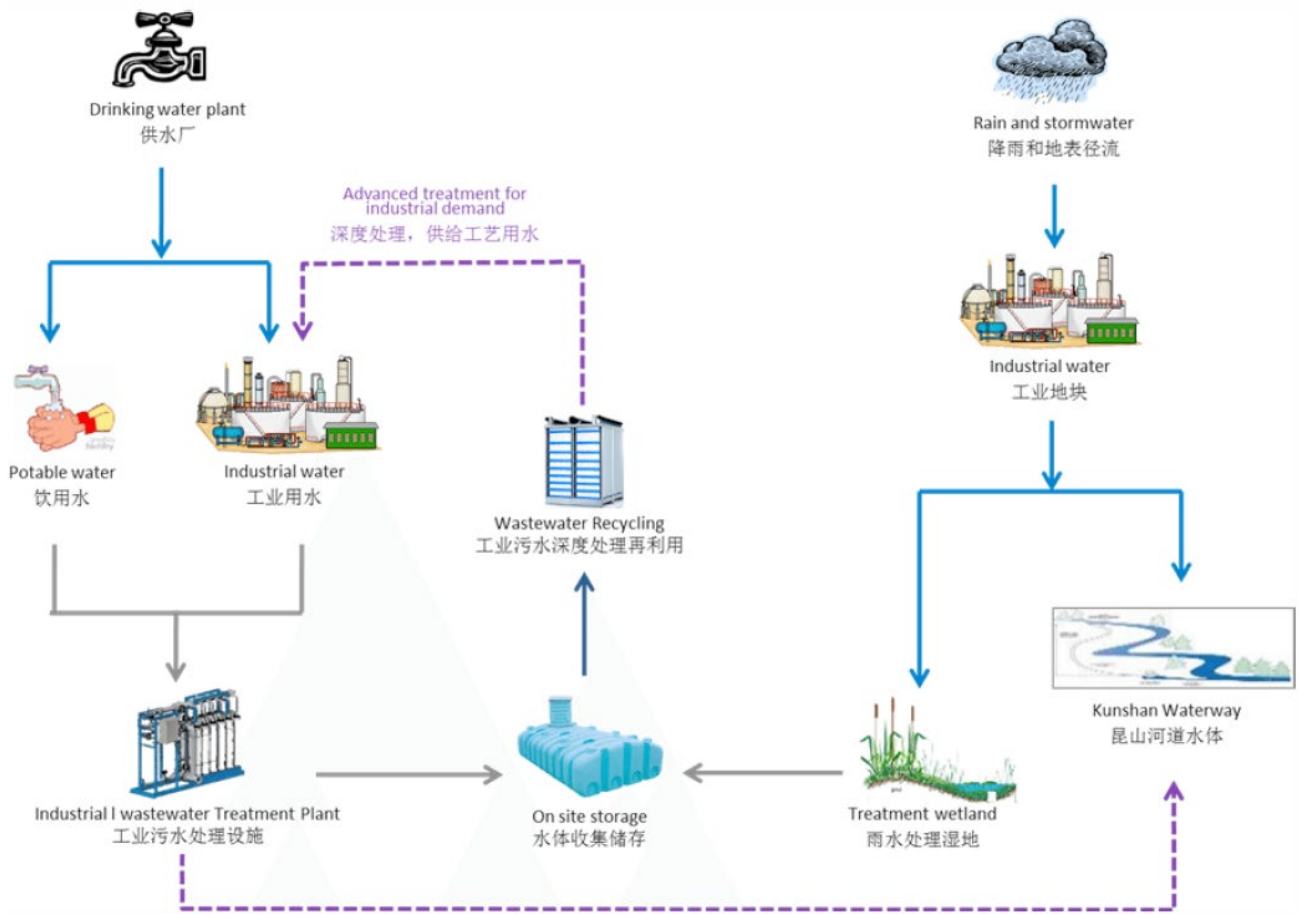 Drinking water plant
供水厂
Rain and stormwater
降雨和地表径流
Advanced treatment for
industrial demand
深度处理，供给工艺用水
Industrial water
工业地块
Potable water
饮用水
Industrial water
工业用水
Wastewater Recycling
工业污水深度处理再利用
Kunshan Waterway
昆山河道水体
Industrial l wastewater Treatment Plant
工业污水处理设施
On site storage
水体收集储存
Treatment wetland
雨水处理湿地